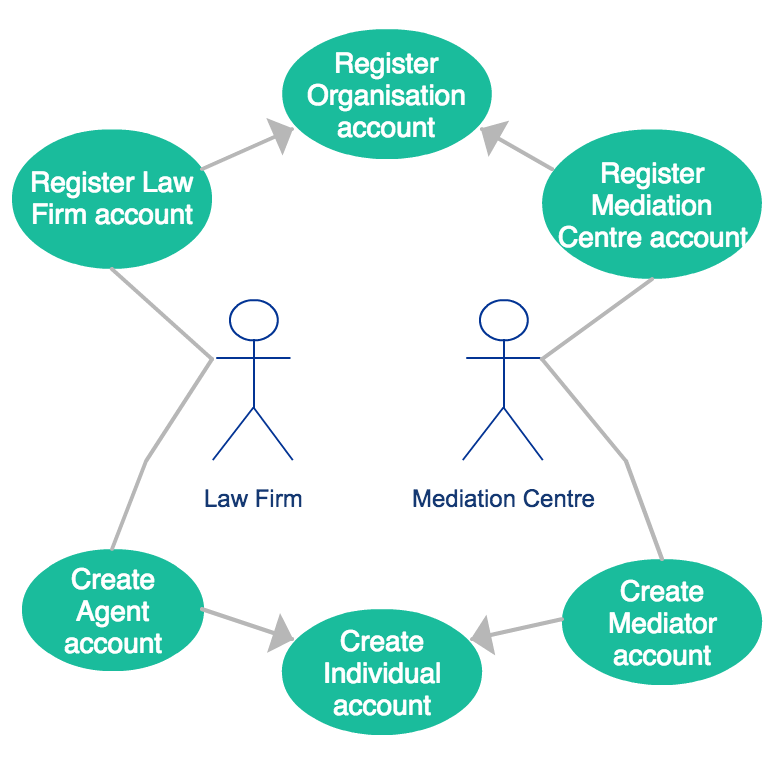 Register
Organisation
account
Register Law
Firm account
Register
Mediation
Centre account
Law Firm
Mediation Centre
Create
Agent
account
Create
Mediator
account
Create
Individual
account